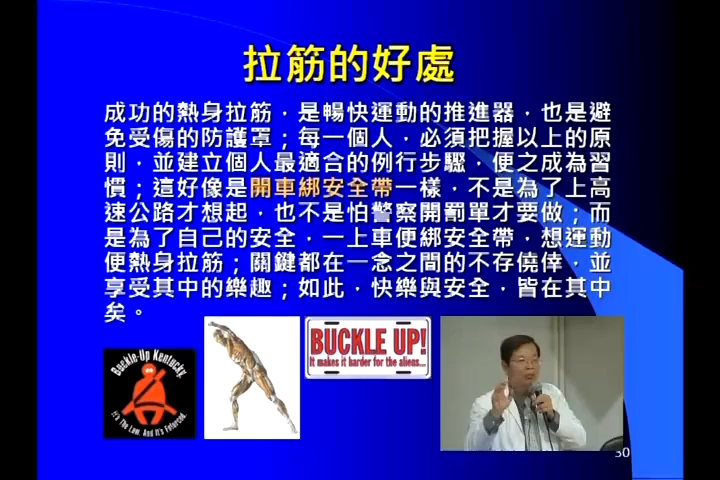 拉筋的好處
成功的熱身拉筋，是暢快運動的推進器，也是避
免受傷的防護罩；每一個人，必須把握以上的原
則，並建立個人最適合的例行步驟，便之成為習
慣；這好像是開車綁安全帶一樣，不是為了上高
速公路才想起，也不是怕警察開罰單才要做；而
是為了自己的安全，一上車便綁安全帶，想運動
便熱身拉筋；關鍵都在一念之間的不存僥倖，並
享受其中的樂趣；如此，快樂與安全，皆在其中
矣。
Buckle-Up Kentucky.
It's The Law. And It's Enforced.
BUCKLE UP!
It makes it harder for the aliens...
30